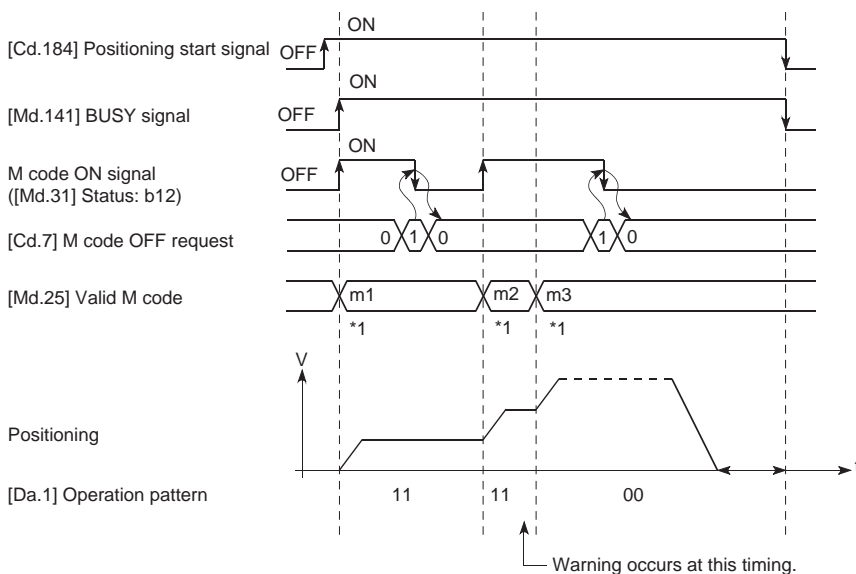 ON
[Cd.184] Positioning start signal OFF
ON
[Md.141] BUSY signal OFF
ON
M code ON signal OFF
([Md.31] Status: b12)
[Cd.7] M code OFF request 0 1 0 1 0
[Md.25] Valid M code m1 m2 m3
*1 *1 *1
V
Positioning
t
[Da.1] Operation pattern 11 11 00
Warning occurs at this timing.